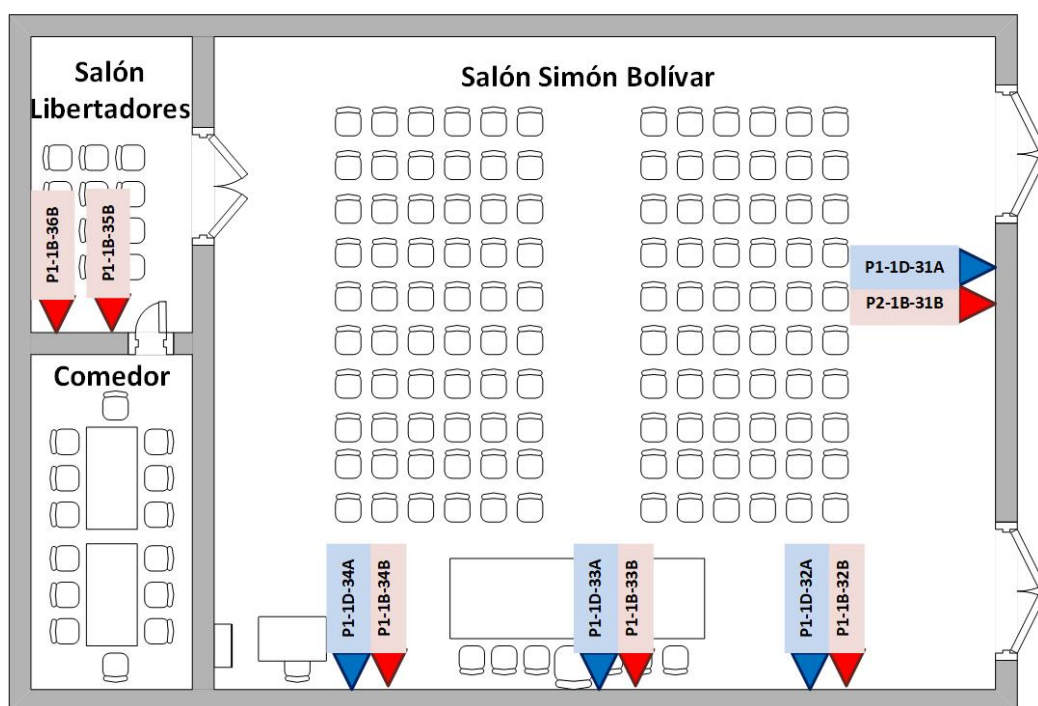 Salón
Libertadores
Salón Simón Bolívar
P1-1B-36B
P1-1B-35B
P1-1D-31A
P2-1B-31B
Comedor
P1-1D-34A
P1-1B-34B
P1-1D-33A
P1-1B-33B
P1-1D-32A
P1-1B-32B